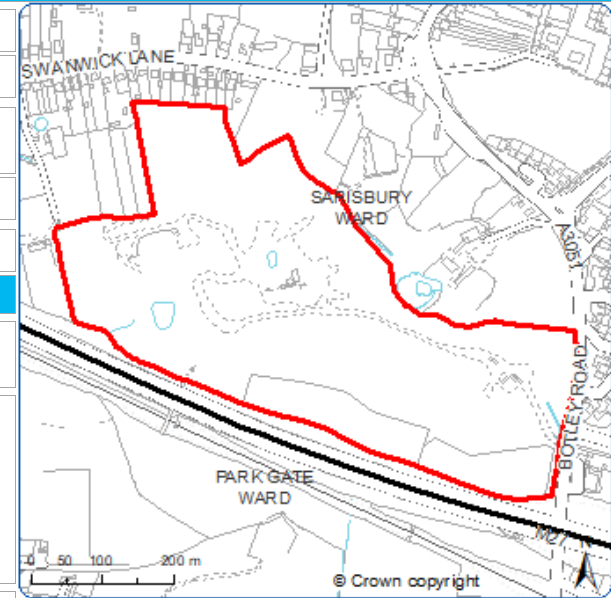 SWANWICK LANE
SARISBURY
WARD
A3051
BOTLEY ROAD
PARK GATE
WARD
M27
0 50 100 200 m
© Crown copyright